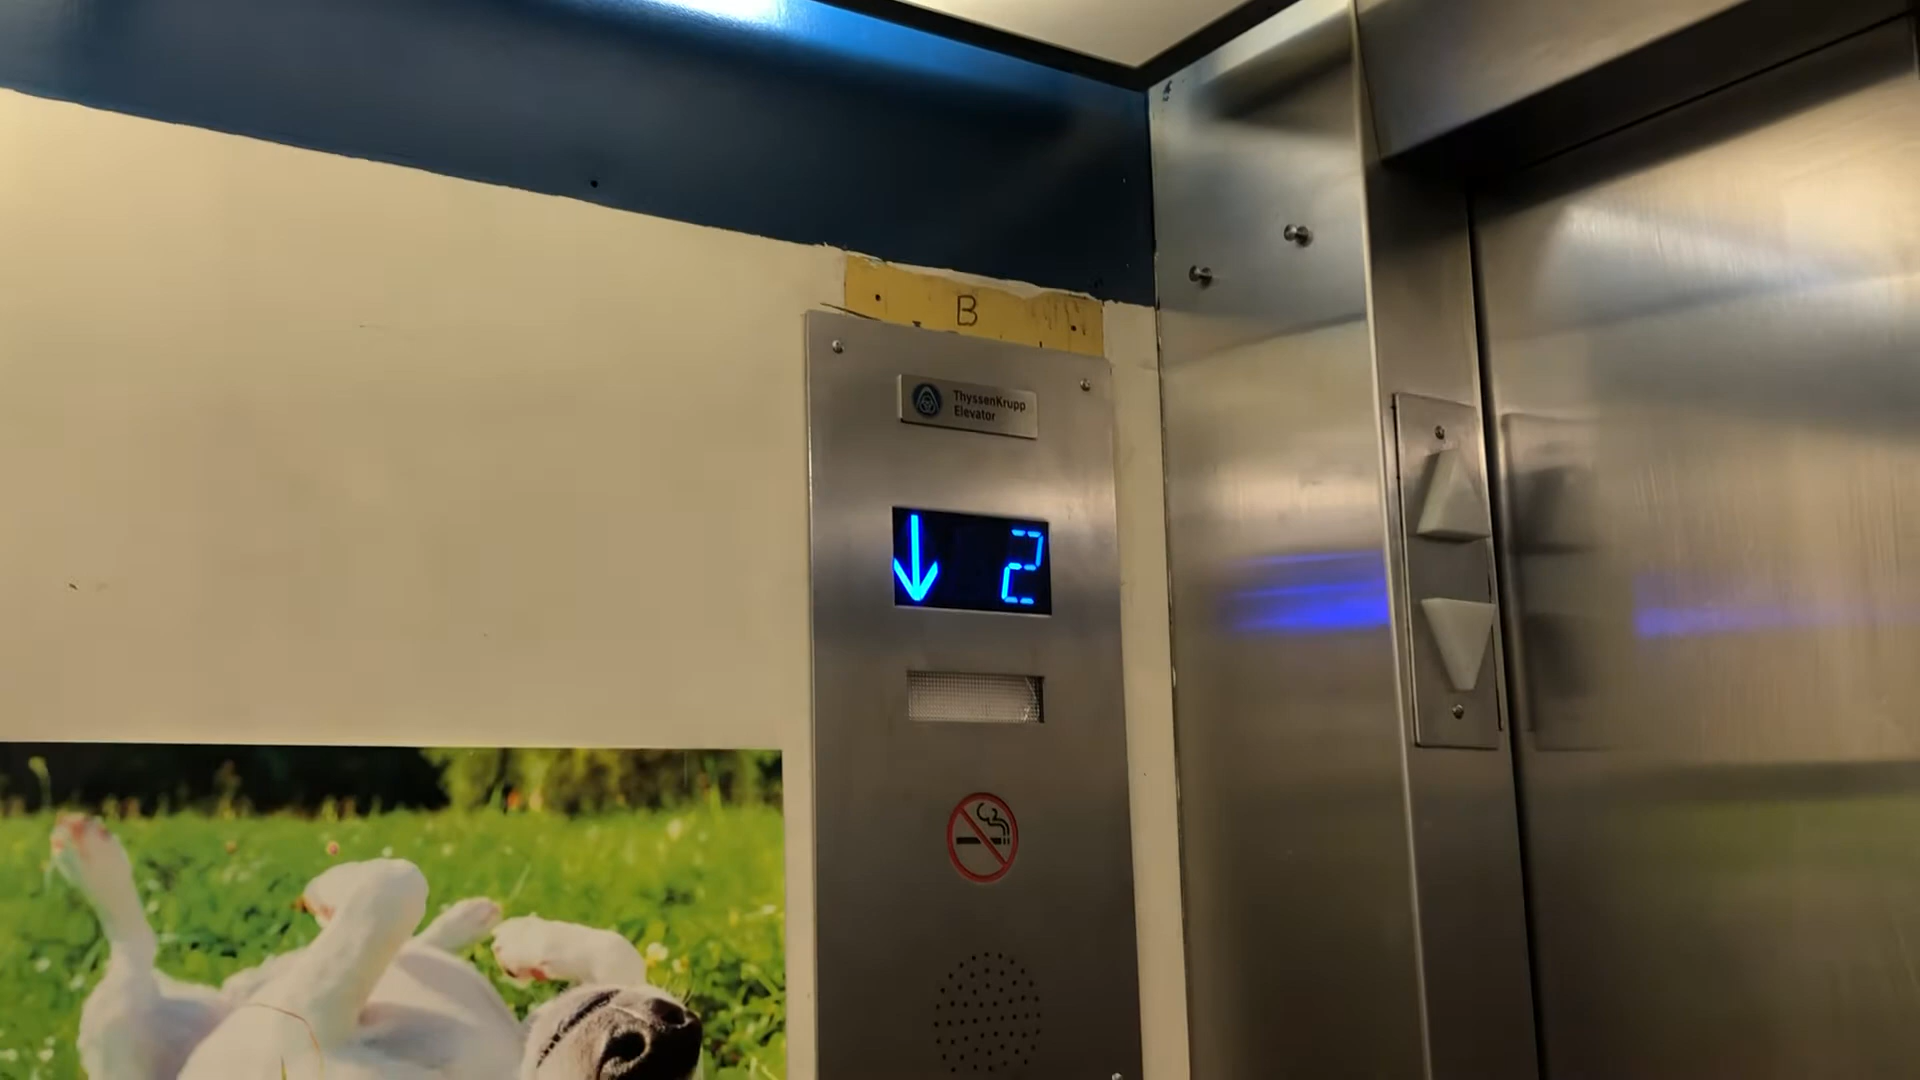 B
ThyssenKrupp
Elevator
↓ 2